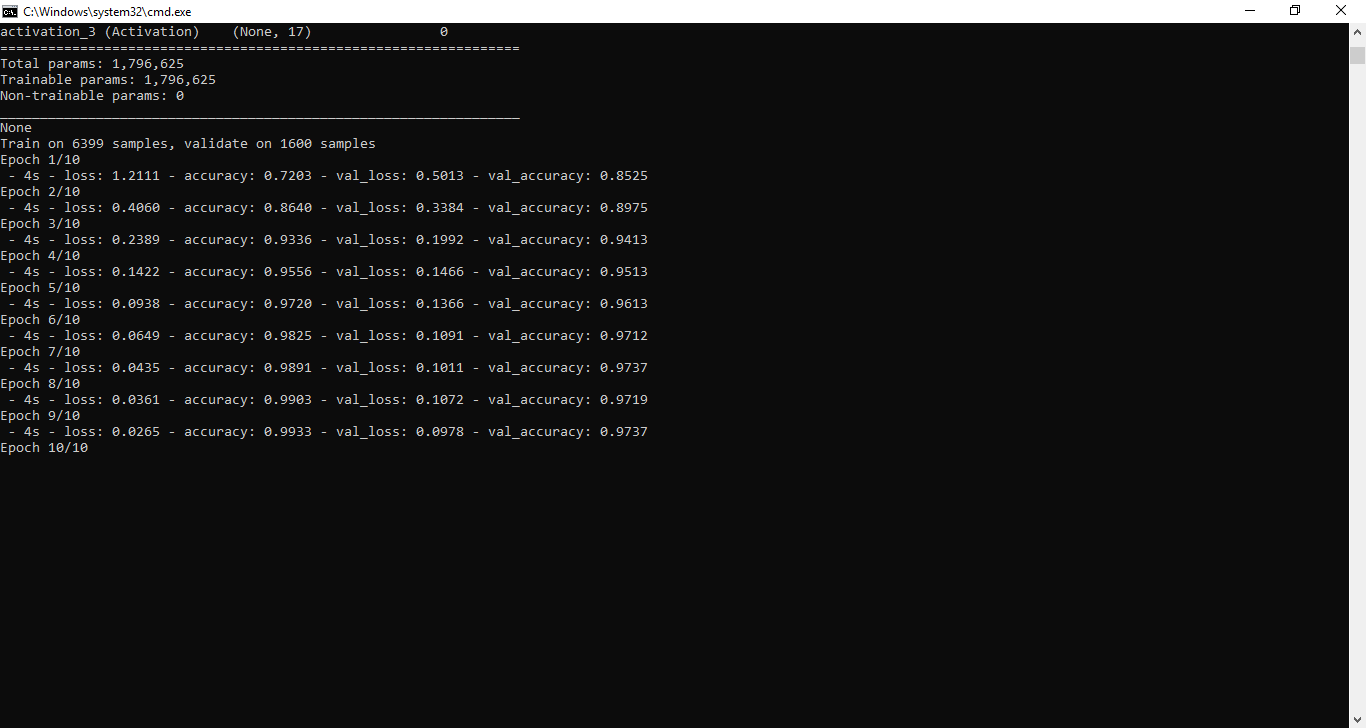 C:\Windows\system32\cmd.exe
activation_3 (Activation)    (None, 17)                0
=================================================================
Total params: 1,796,625
Trainable params: 1,796,625
Non-trainable params: 0
_________________________________________________________________
None
Train on 6399 samples, validate on 1600 samples
Epoch 1/10
 - 4s - loss: 1.2111 - accuracy: 0.7203 - val_loss: 0.5013 - val_accuracy: 0.8525
Epoch 2/10
 - 4s - loss: 0.4060 - accuracy: 0.8640 - val_loss: 0.3384 - val_accuracy: 0.8975
Epoch 3/10
 - 4s - loss: 0.2389 - accuracy: 0.9336 - val_loss: 0.1992 - val_accuracy: 0.9413
Epoch 4/10
 - 4s - loss: 0.1422 - accuracy: 0.9556 - val_loss: 0.1466 - val_accuracy: 0.9513
Epoch 5/10
 - 4s - loss: 0.0938 - accuracy: 0.9720 - val_loss: 0.1366 - val_accuracy: 0.9613
Epoch 6/10
 - 4s - loss: 0.0649 - accuracy: 0.9825 - val_loss: 0.1091 - val_accuracy: 0.9712
Epoch 7/10
 - 4s - loss: 0.0435 - accuracy: 0.9891 - val_loss: 0.1011 - val_accuracy: 0.9737
Epoch 8/10
 - 4s - loss: 0.0361 - accuracy: 0.9903 - val_loss: 0.1072 - val_accuracy: 0.9719
Epoch 9/10
 - 4s - loss: 0.0265 - accuracy: 0.9933 - val_loss: 0.0978 - val_accuracy: 0.9737
Epoch 10/10